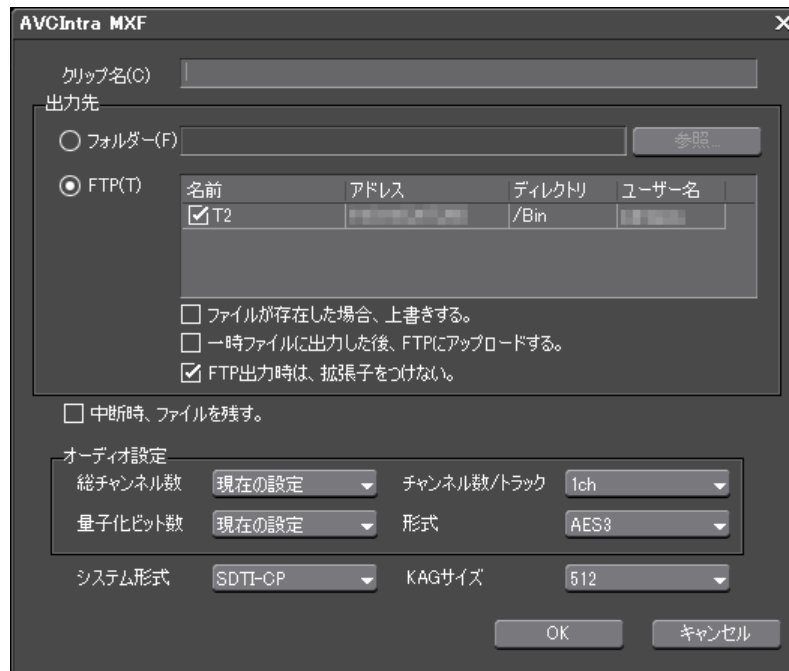 AVCIntra MXF
クリップ名(C)
出力先
フォルダー(F)
参照...
FTP(T)
名前 アドレス ディレクトリ ユーザー名
T2 /Bin
ファイルが存在した場合、上書きする。
一時ファイルに出力した後、FTPにアップロードする。
FTP出力時は、拡張子をつけない。
中断時、ファイルを残す。
オーディオ設定
総チャンネル数 現在の設定 チャンネル数/トラック 1ch
量子化ビット数 現在の設定 形式 AES3
システム形式 SDTI-CP KAGサイズ 512
OK キャンセル